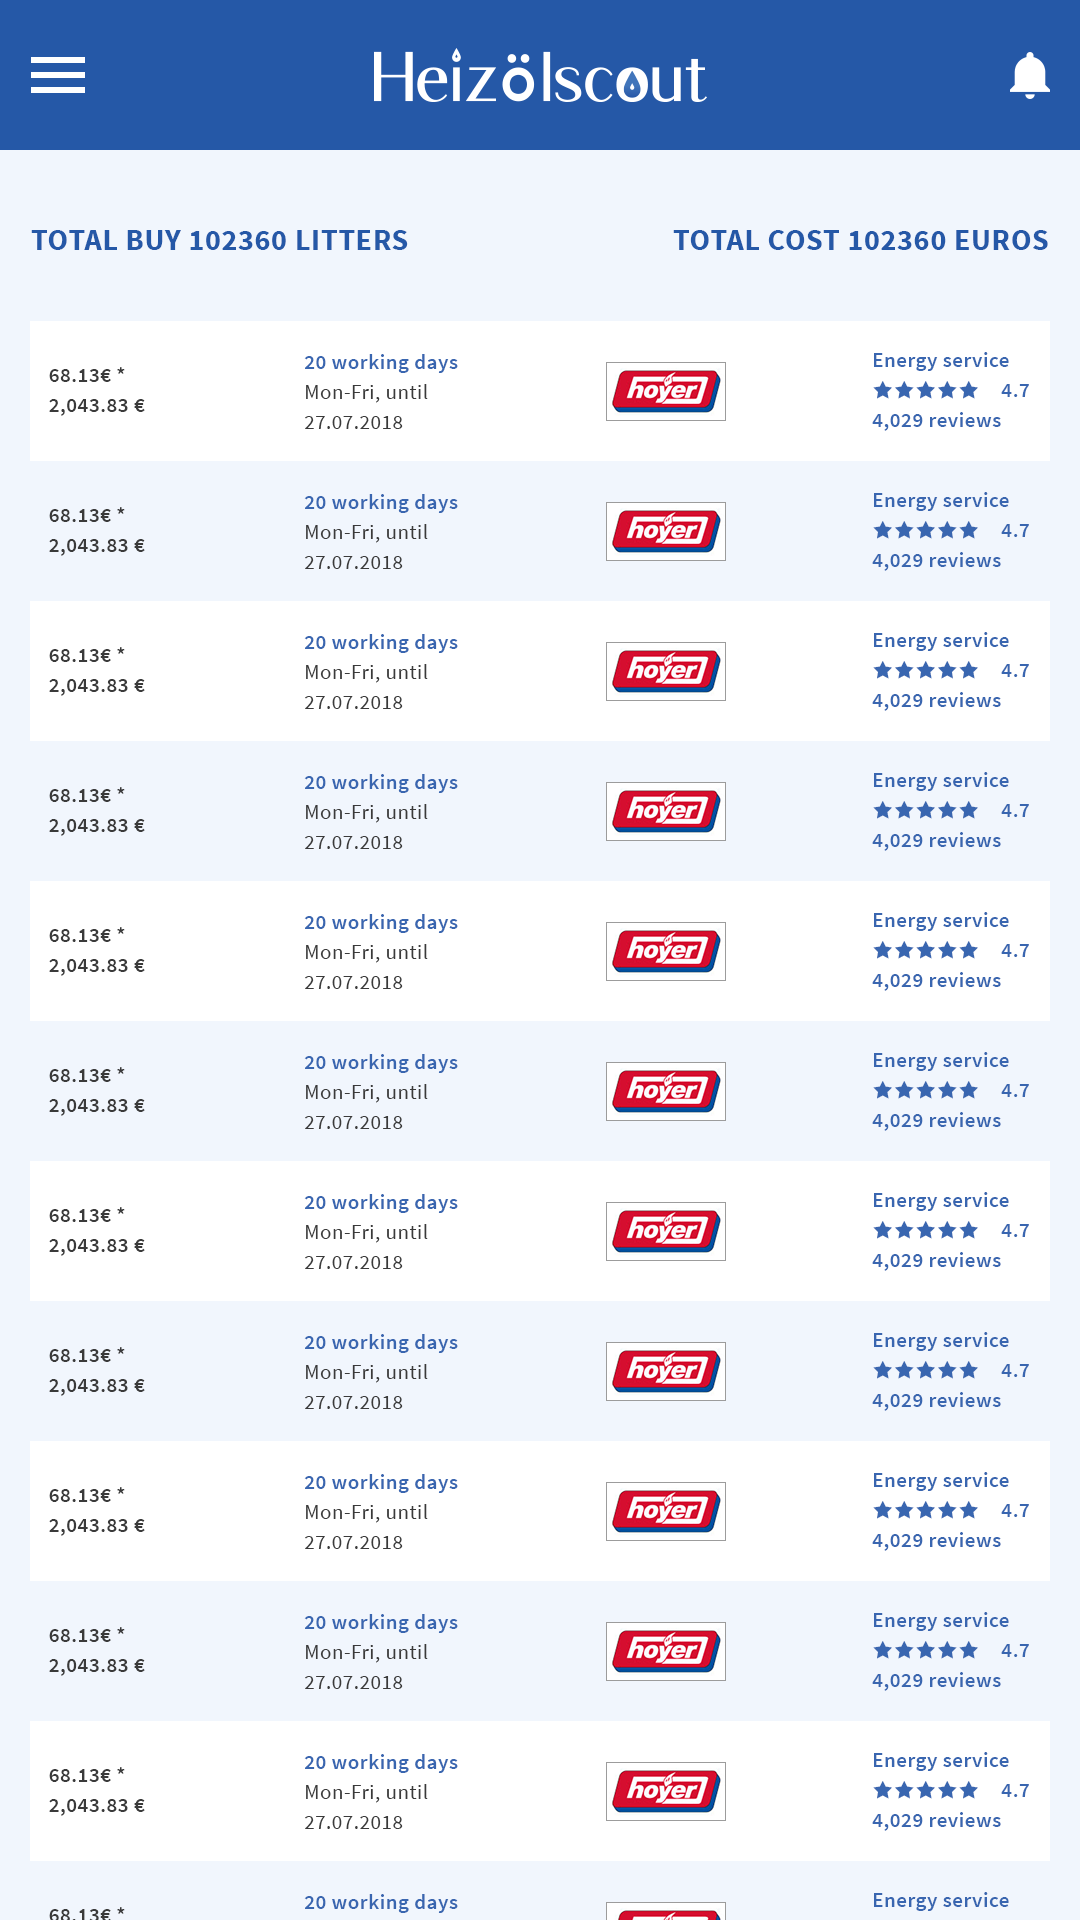 Heizölscout
TOTAL BUY 102360 LITTERS
TOTAL COST 102360 EUROS
68.13€ *
2,043.83 €
20 working days
Mon-Fri, until
27.07.2018
hoyer
Energy service
4.7
4,029 reviews
68.13€ *
2,043.83 €
20 working days
Mon-Fri, until
27.07.2018
hoyer
Energy service
4.7
4,029 reviews
68.13€ *
2,043.83 €
20 working days
Mon-Fri, until
27.07.2018
hoyer
Energy service
4.7
4,029 reviews
68.13€ *
2,043.83 €
20 working days
Mon-Fri, until
27.07.2018
hoyer
Energy service
4.7
4,029 reviews
68.13€ *
2,043.83 €
20 working days
Mon-Fri, until
27.07.2018
hoyer
Energy service
4.7
4,029 reviews
68.13€ *
2,043.83 €
20 working days
Mon-Fri, until
27.07.2018
hoyer
Energy service
4.7
4,029 reviews
68.13€ *
2,043.83 €
20 working days
Mon-Fri, until
27.07.2018
hoyer
Energy service
4.7
4,029 reviews
68.13€ *
2,043.83 €
20 working days
Mon-Fri, until
27.07.2018
hoyer
Energy service
4.7
4,029 reviews
68.13€ *
2,043.83 €
20 working days
Mon-Fri, until
27.07.2018
hoyer
Energy service
4.7
4,029 reviews
68.13€ *
2,043.83 €
20 working days
Mon-Fri, until
27.07.2018
hoyer
Energy service
4.7
4,029 reviews
68.13€ *
2,043.83 €
20 working days
Mon-Fri, until
27.07.2018
hoyer
Energy service
4.7
4,029 reviews
68.13€ *
20 working days
Energy service